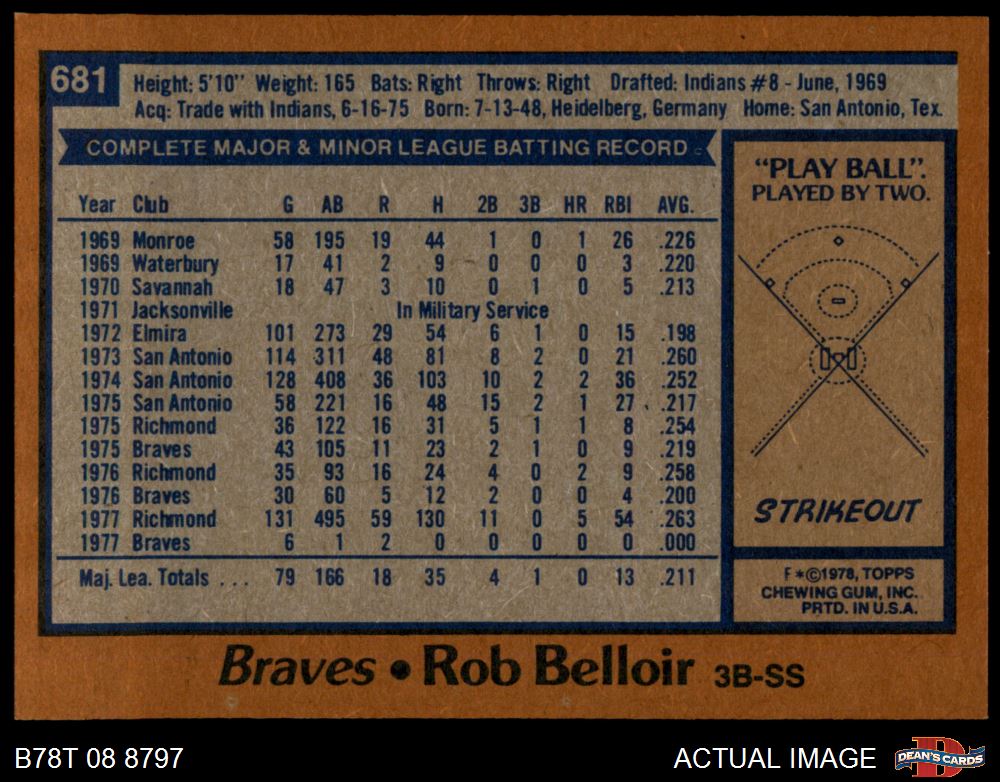 681
Height: 5'10" Weight: 165 Bats: Right Throws: Right Drafted: Indians #8 - June, 1969
Acq: Trade with Indians, 6-16-75 Born: 7-13-48, Heidelberg, Germany Home: San Antonio, Tex.
COMPLETE MAJOR & MINOR LEAGUE BATTING RECORD
Year Club G AB R H 2B 3B HR RBI AVG.
1969 Monroe 58 195 19 44 1 0 1 26 .226
1969 Waterbury 17 41 2 9 0 0 0 3 .220
1970 Savannah 18 47 3 10 0 1 0 5 .213
1971 Jacksonville In Military Service
1972 Elmira 101 273 29 54 6 1 0 15 .198
1973 San Antonio 114 311 48 81 8 2 0 21 .260
1974 San Antonio 128 408 36 103 10 2 2 36 .252
1975 San Antonio 58 221 16 48 15 2 1 27 .217
1975 Richmond 36 122 16 31 5 1 1 8 .254
1975 Braves 43 105 11 23 2 1 0 9 .219
1976 Richmond 35 93 16 24 4 0 2 9 .258
1976 Braves 30 60 5 12 2 0 0 4 .200
1977 Richmond 131 495 59 130 11 0 5 54 .263
1977 Braves 6 1 2 0 0 0 0 0 .000
Maj. Lea. Totals . . . 79 166 18 35 4 1 0 13 .211
"PLAY BALL".
PLAYED BY TWO.
STRIKEOUT
F *©1978, TOPPS
CHEWING GUM, INC.
PRTD. IN U.S.A.
Braves • Rob Belloir 3B-SS
B78T 08 8797
ACTUAL IMAGE
D
DEAN'S CARDS